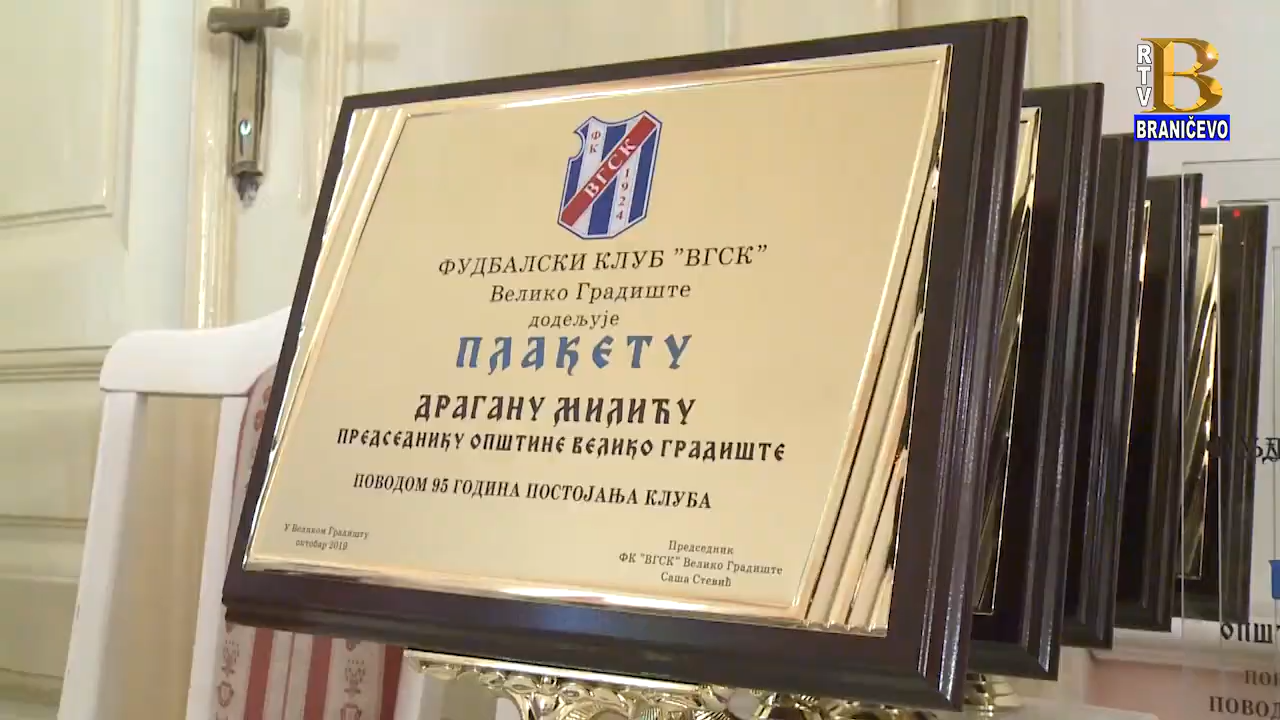 RTV
B
BRANIČEVO
ФК
ВГСК
1924
ФУДБАЛСКИ КЛУБ "ВГСК"
Велико Градиште
додељује
ПЛАКЕТУ
ДРАГАНУ МИЛИЋУ
ПРЕДСЕДНИКУ ОПШТИНЕ ВЕЛИКО ГРАДИШТЕ
ПОВОДОМ 95 ГОДИНА ПОСТОЈАЊА КЛУБА
У Великом Градишту
октобар 2019
Председник
ФК "ВГСК" Велико Градиште
Саша Стевић